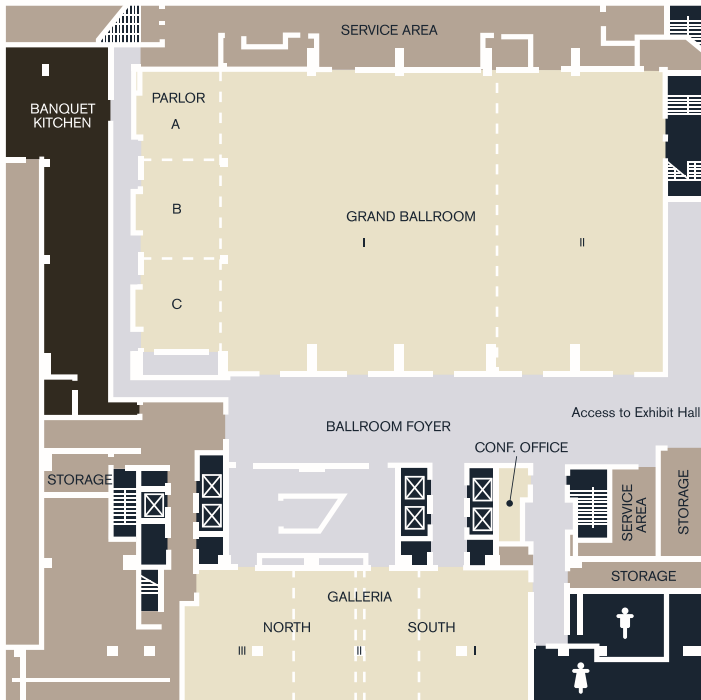 SERVICE AREA
PARLOR
BANQUET
KITCHEN
A
B
GRAND BALLROOM
I
II
C
Access to Exhibit Hall
BALLROOM FOYER
CONF. OFFICE
STORAGE
SERVICE
AREA
STORAGE
STORAGE
GALLERIA
NORTH
SOUTH
III
II
I